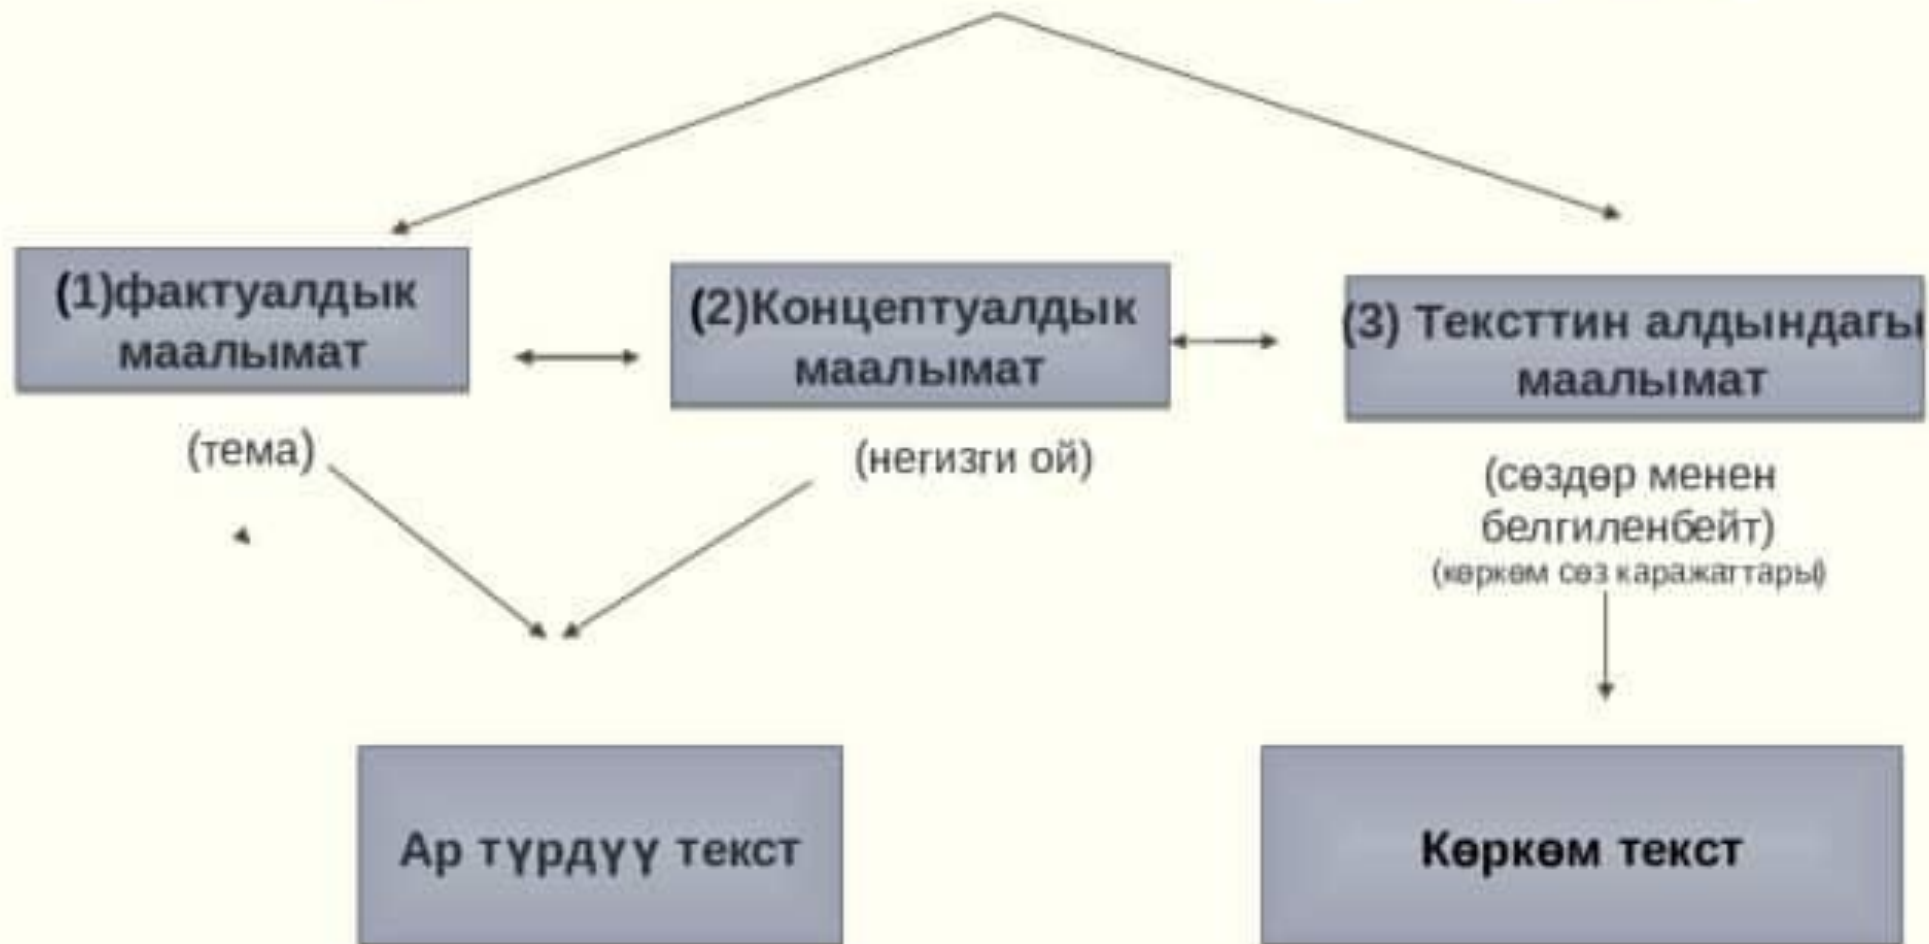 (1)фактуалдык
маалымат
(2)Концептуалдык
маалымат
(3) Тексттин алдындагы
маалымат
(тема)
(негизги ой)
(сөздөр менен
белгиленбейт)
(көркөм сөз каражаттары)
Ар түрдүү текст
Көркөм текст